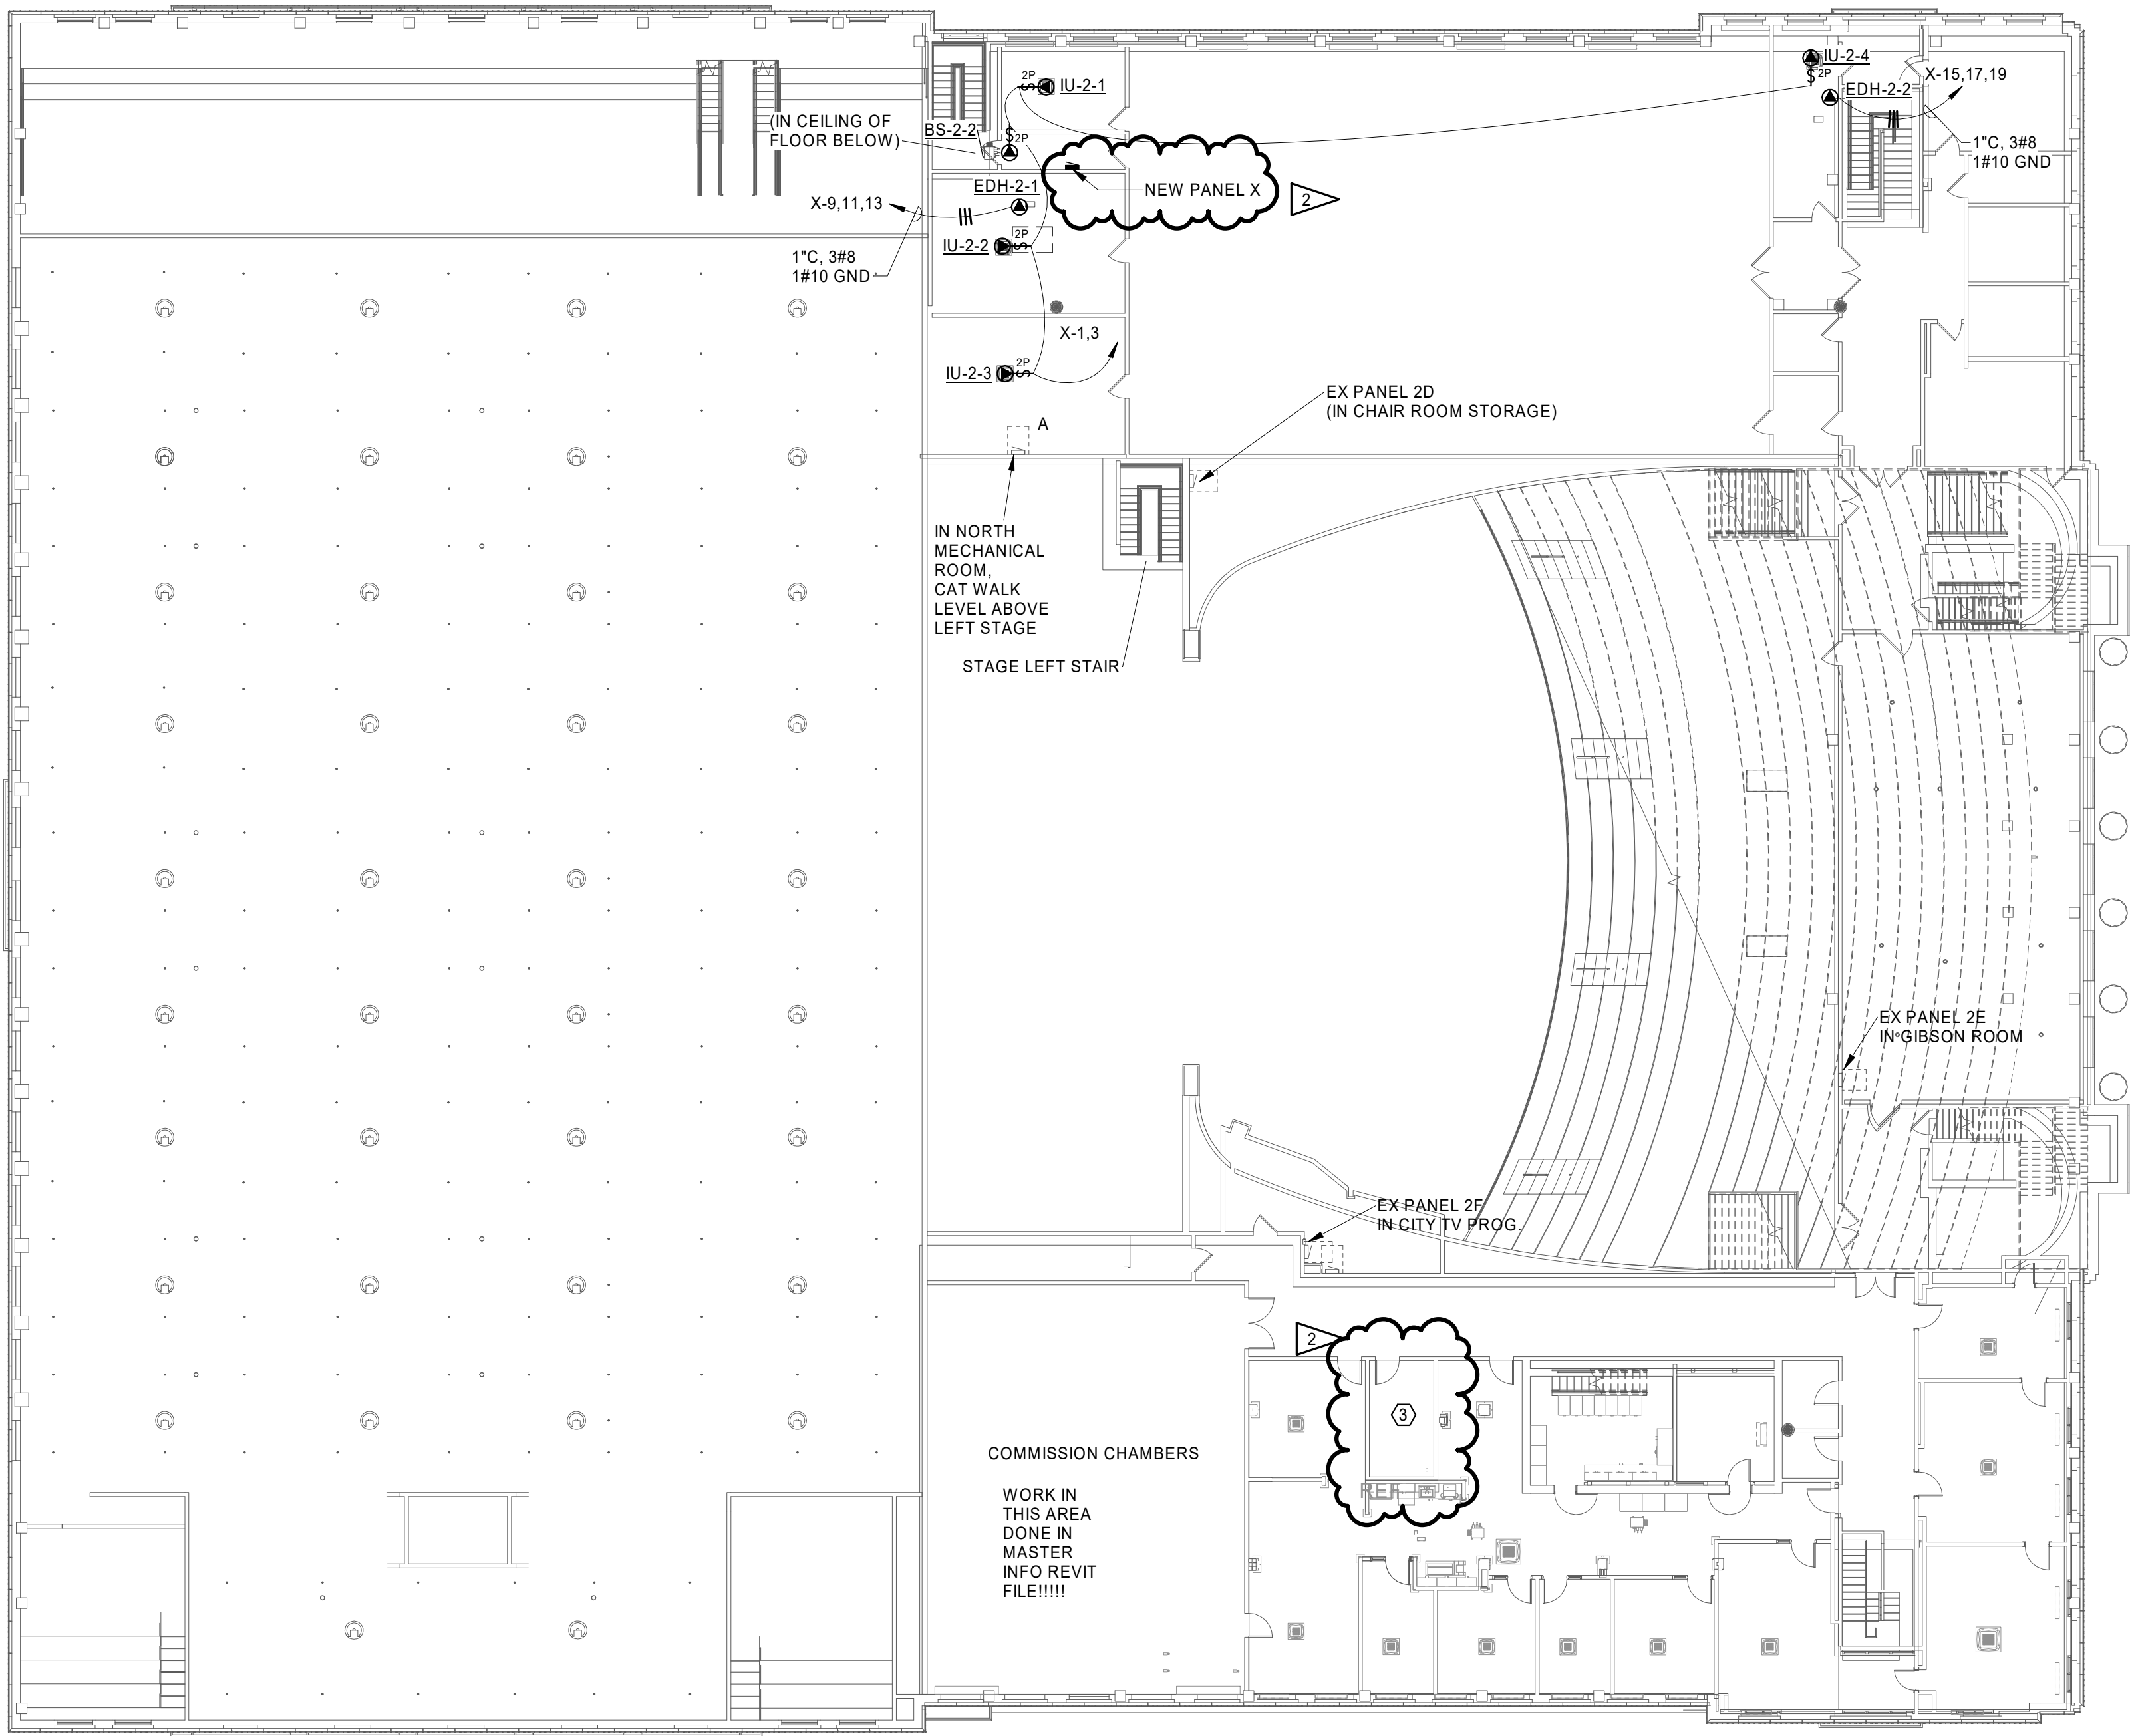 2P
IU-2-1
IU-2-4
2P
X-15,17,19
EDH-2-2
(IN CEILING OF
FLOOR BELOW)
BS-2-2
2P
1"C, 3#8
1#10 GND
EDH-2-1
NEW PANEL X
2
X-9,11,13
2P
IU-2-2
1"C, 3#8
1#10 GND
X-1,3
2P
IU-2-3
EX PANEL 2D
(IN CHAIR ROOM STORAGE)
A
IN NORTH
MECHANICAL
ROOM,
CAT WALK
LEVEL ABOVE
LEFT STAGE
STAGE LEFT STAIR
EX PANEL 2E
IN GIBSON ROOM
EX PANEL 2F
IN CITY TV PROG.
2
3
REF
COMMISSION CHAMBERS
WORK IN
THIS AREA
DONE IN
MASTER
INFO REVIT
FILE!!!!!